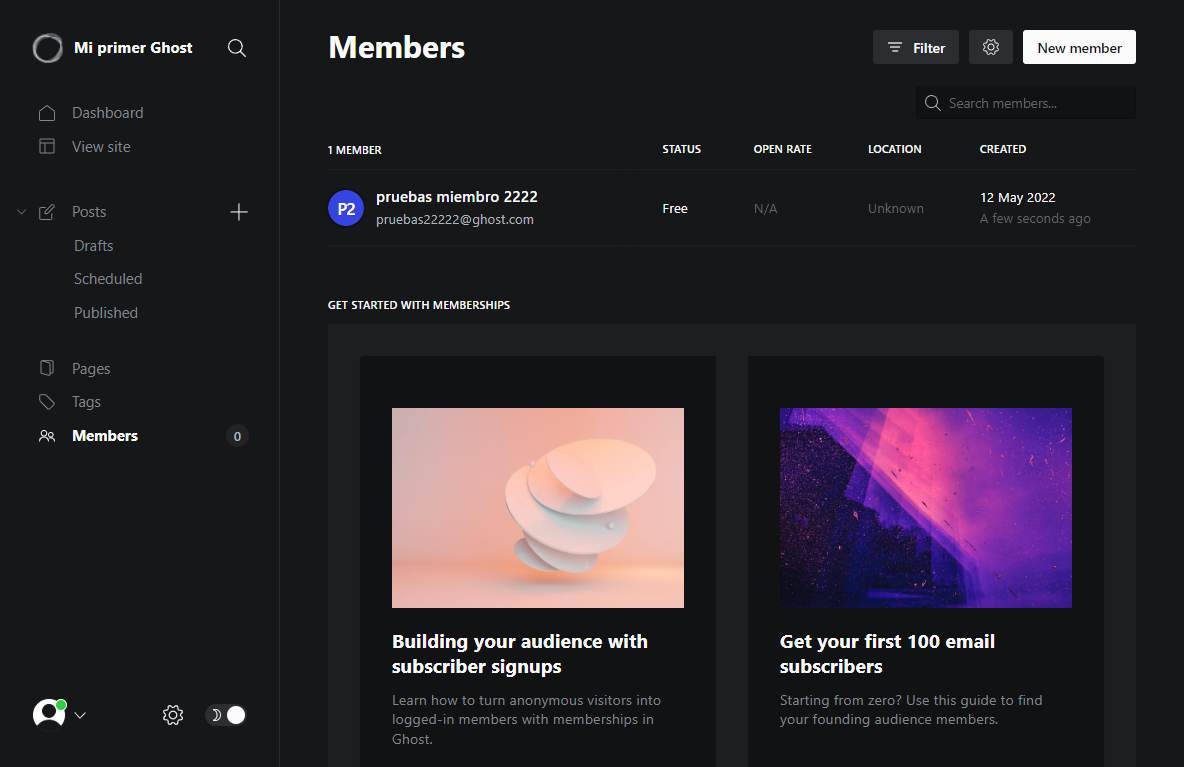 Mi primer Ghost
Dashboard
View site
Posts
Drafts
Scheduled
Published
Pages
Tags
Members 0
Members
Filter
New member
Search members...
1 MEMBER STATUS OPEN RATE LOCATION CREATED
P2
pruebas miembro 2222
pruebas22222@ghost.com
Free
N/A
Unknown
12 May 2022
A few seconds ago
GET STARTED WITH MEMBERSHIPS
Building your audience with
subscriber signups
Learn how to turn anonymous visitors into
logged-in members with memberships in
Ghost.
Get your first 100 email
subscribers
Starting from zero? Use this guide to find
your founding audience members.